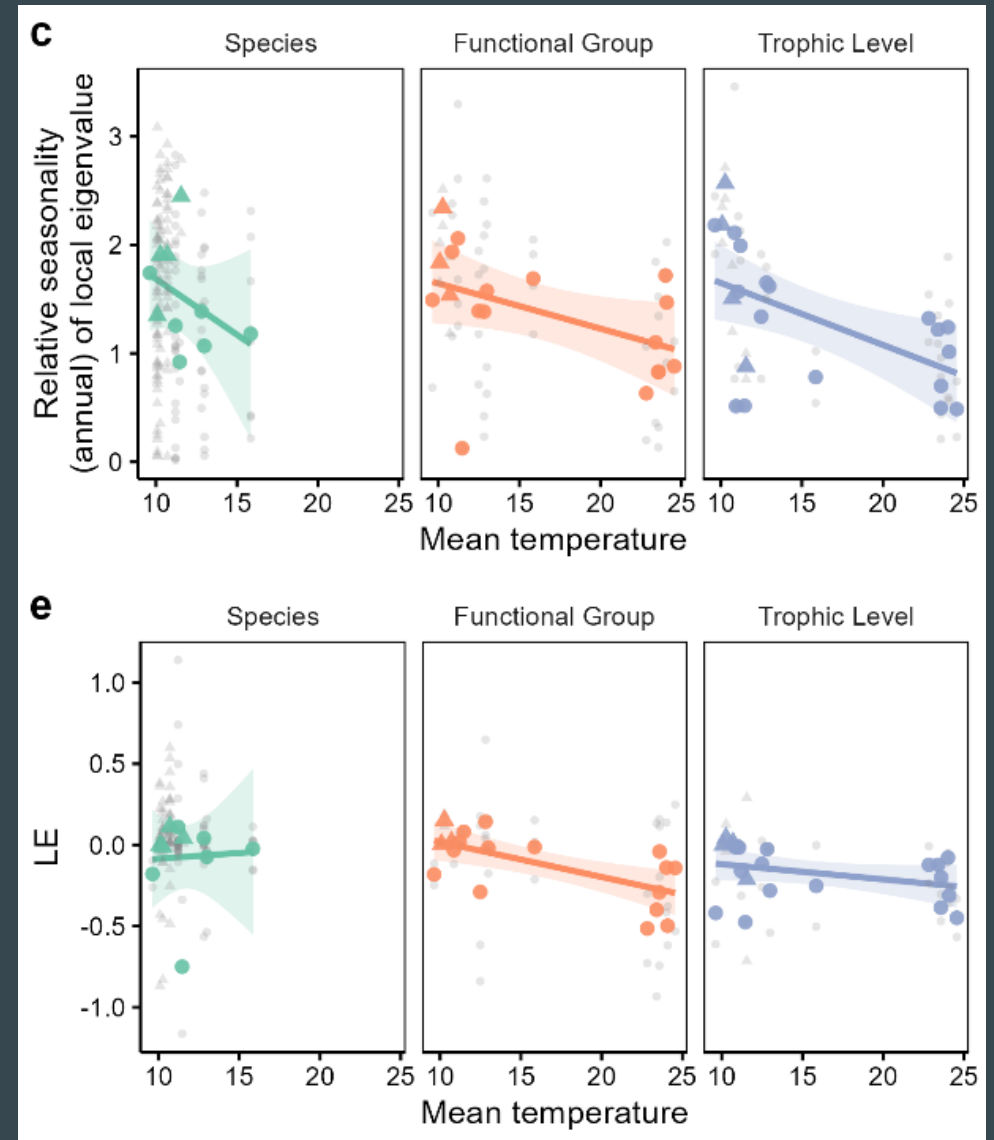 c
Species Functional Group Trophic Level
Relative seasonality
(annual) of local eigenvalue
3
2
1
0
10 15 20 25 10 15 20 25 10 15 20 25
Mean temperature
e
Species Functional Group Trophic Level
LE
1.0
0.5
0.0
-0.5
-1.0
10 15 20 25 10 15 20 25 10 15 20 25
Mean temperature